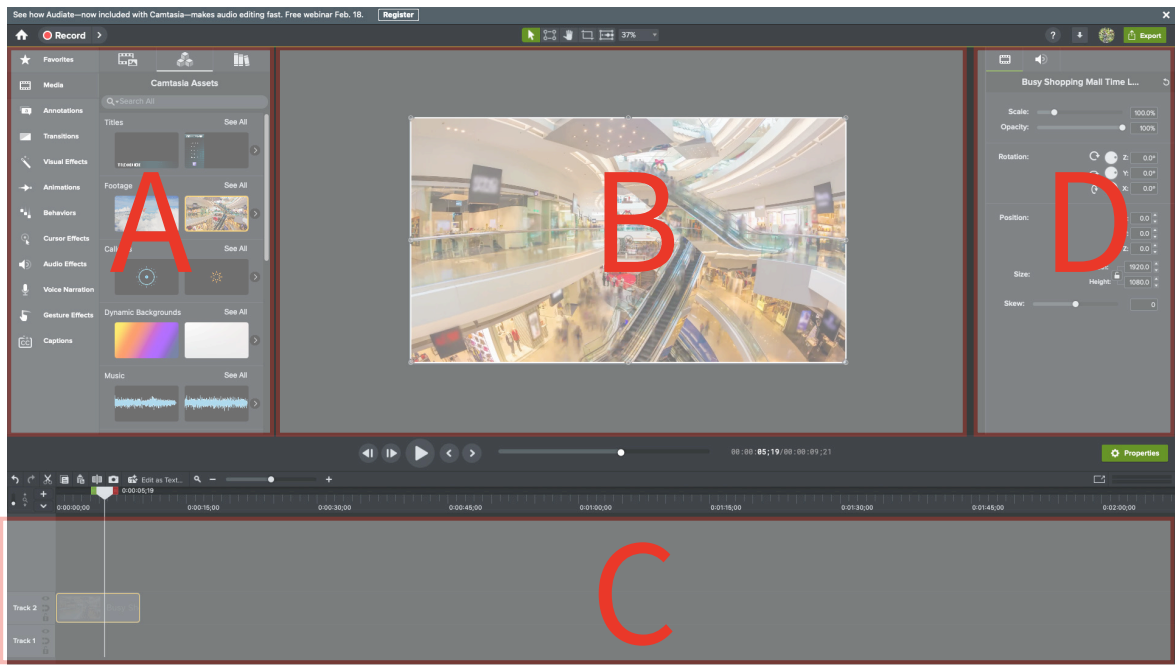 See how Audiate—now included with Camtasia—makes audio editing fast. Free webinar Feb. 18. Register
Record 37% Export
Favorites
Media
Annotations
Transitions
Visual Effects
Animations
Behaviors
Cursor Effects
Audio Effects
Voice Narration
Gesture Effects
CC Captions
Camtasia Assets
Search All
Titles See All
Footage See All
See All
Dynamic Backgrounds See All
Music See All
A
B
D
Busy Shopping Mall Time L...
Scale: 100.0%
Opacity: 100%
Rotation: Z: 0.0°
Y: 0.0°
X: 0.0°
Position: 0.0
0.0
Z: 0.0
Size: 1920.0
Height: 1080.0
Skew: 0
00:00:05;19/00:00:09;21
Properties
Edit as Text...
0:00:05;19
0:00:00;00 0:00:15;00 0:00:30;00 0:00:45;00 0:01:00;00 0:01:15;00 0:01:30;00 0:01:45;00 0:02:00;00
C
Track 2
Track 1